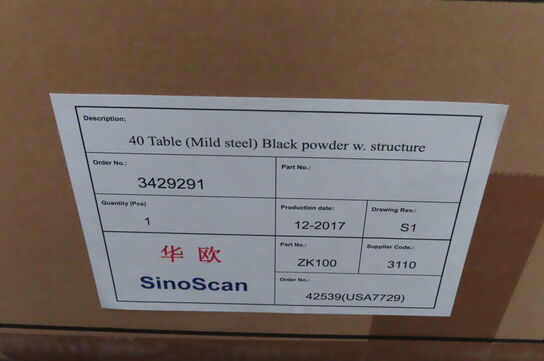 Description:
40 Table (Mild steel) Black powder w. structure
Order No.:
3429291
Part No.:
Quantity (Pcs)
1
Production date:
12-2017
Drawing Rev.:
S1
华欧
SinoScan
Part No.:
ZK100
Supplier Code.:
3110
Order No.:
42539(USA7729)